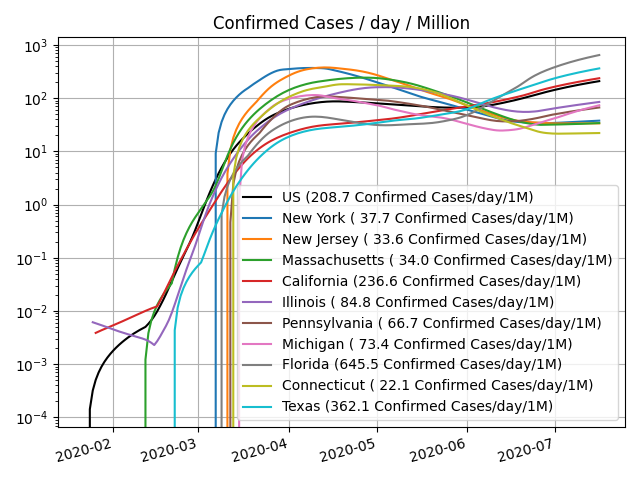 Confirmed Cases / day / Million
10³
10²
10¹
10⁰
10⁻¹
10⁻²
10⁻³
10⁻⁴
US (208.7 Confirmed Cases/day/1M)
New York ( 37.7 Confirmed Cases/day/1M)
New Jersey ( 33.6 Confirmed Cases/day/1M)
Massachusetts ( 34.0 Confirmed Cases/day/1M)
California (236.6 Confirmed Cases/day/1M)
Illinois ( 84.8 Confirmed Cases/day/1M)
Pennsylvania ( 66.7 Confirmed Cases/day/1M)
Michigan ( 73.4 Confirmed Cases/day/1M)
Florida (645.5 Confirmed Cases/day/1M)
Connecticut ( 22.1 Confirmed Cases/day/1M)
Texas (362.1 Confirmed Cases/day/1M)
2020-02 2020-03 2020-04 2020-05 2020-06 2020-07